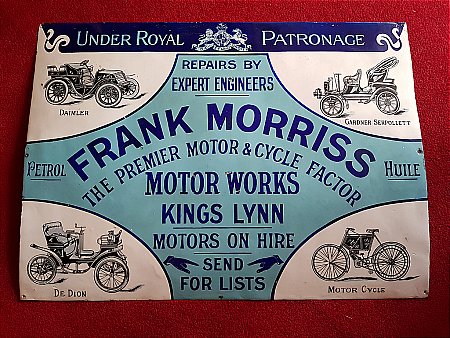 UNDER ROYAL PATRONAGE
REPAIRS BY
EXPERT ENGINEERS
DAIMLER
GARDNER SERPOLLETT
FRANK MORRISS
THE PREMIER MOTOR & CYCLE FACTOR
PETROL
HUILE
MOTOR WORKS
KINGS LYNN
MOTORS ON HIRE
SEND
FOR LISTS
DE DION
MOTOR CYCLE